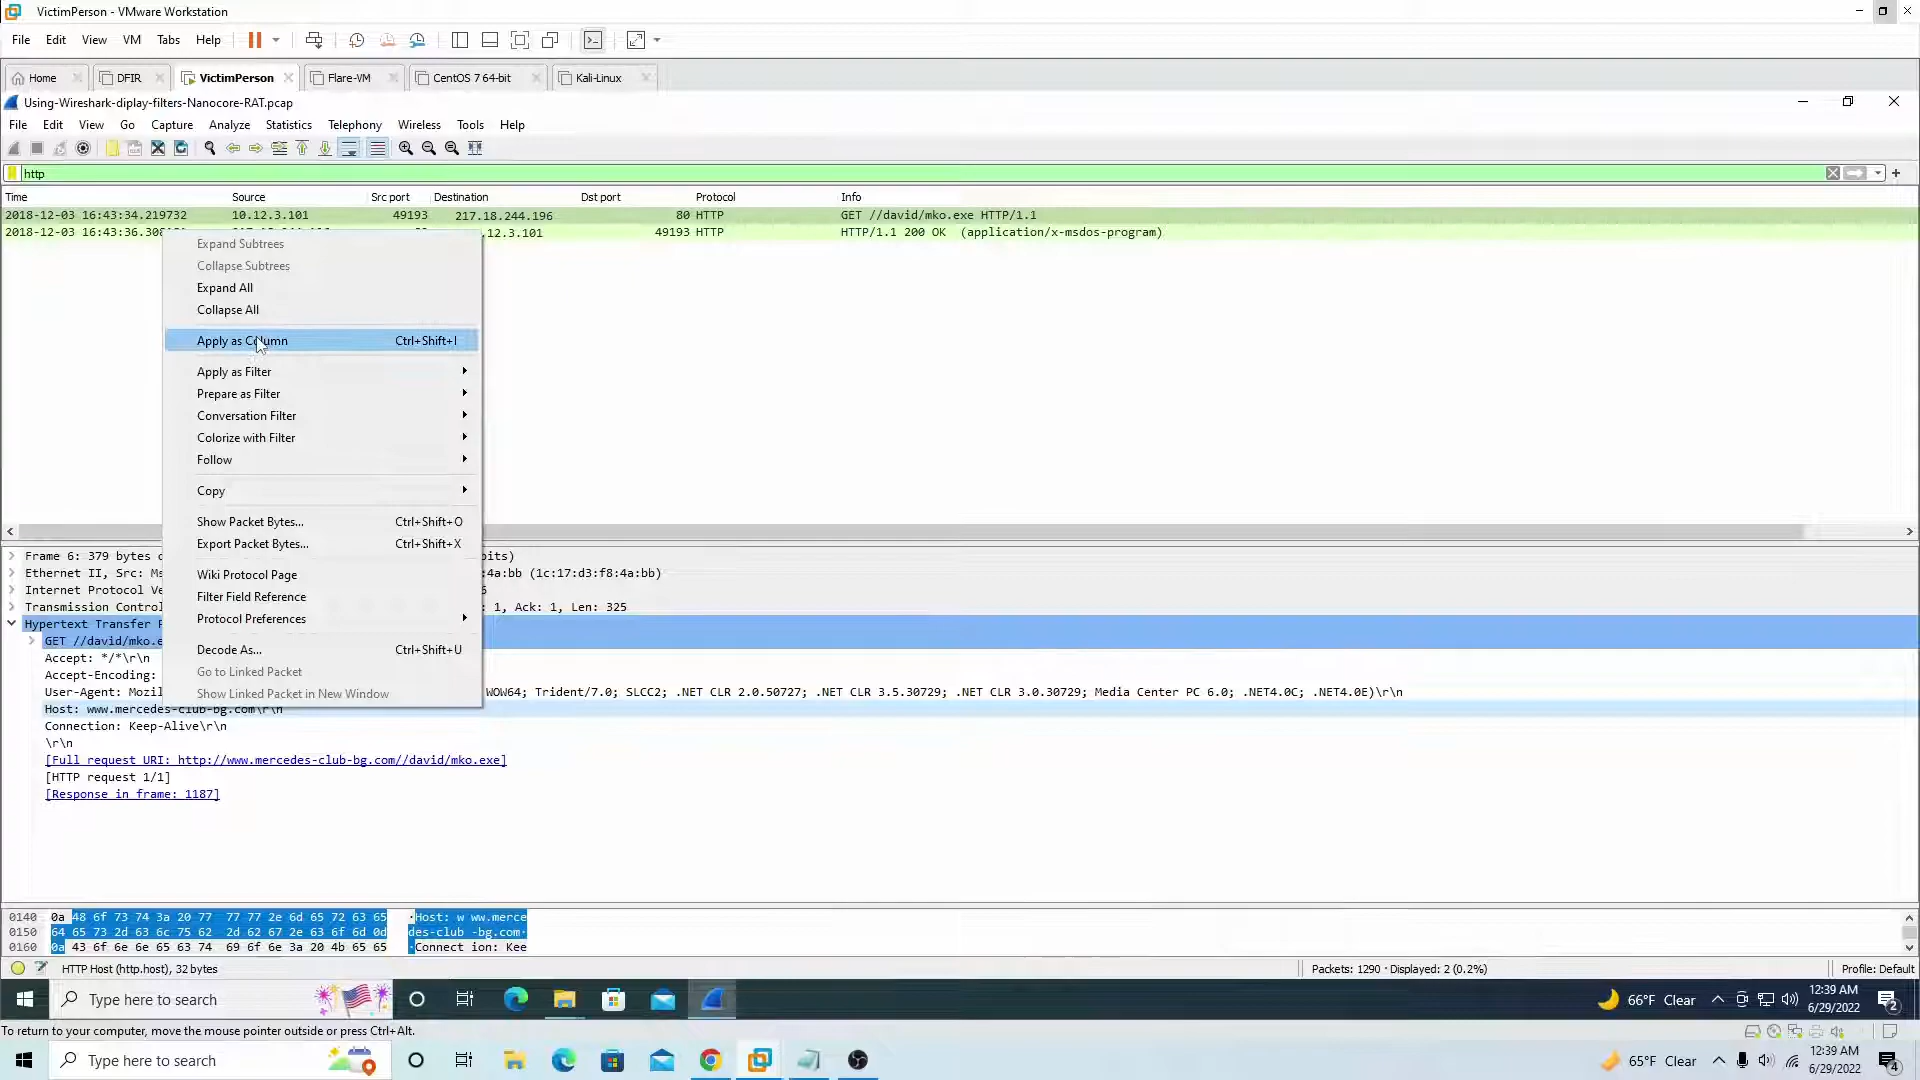 VictimPerson - VMware Workstation
File Edit View VM Tabs Help
Home DFIR VictimPerson Flare-VM CentOS 7 64-bit Kali-Linux
Using-Wireshark-diplay-filters-Nanocore-RAT.pcap
File Edit View Go Capture Analyze Statistics Telephony Wireless Tools Help
http
Time Source Src port Destination Dst port Protocol Info
2018-12-03 16:43:34.219732 10.12.3.101 49193 217.18.244.196 80 HTTP GET //david/mko.exe HTTP/1.1
2018-12-03 16:43:36.308 .12.3.101 49193 HTTP HTTP/1.1 200 OK (application/x-msdos-program)
Expand Subtrees
Collapse Subtrees
Expand All
Collapse All
Apply as Column Ctrl+Shift+I
Apply as Filter
Prepare as Filter
Conversation Filter
Colorize with Filter
Follow
Copy
Show Packet Bytes... Ctrl+Shift+O
Export Packet Bytes... Ctrl+Shift+X
Wiki Protocol Page
Filter Field Reference
Protocol Preferences
Decode As... Ctrl+Shift+U
Go to Linked Packet
Show Linked Packet in New Window
Frame 6: 379 bytes bits)
Ethernet II, Src: Ms :4a:bb (1c:17:d3:f8:4a:bb)
Internet Protocol Ve 6
Transmission Control : 1, Ack: 1, Len: 325
Hypertext Transfer
GET //david/mko.e
Accept: */*\r\n
Accept-Encoding:
User-Agent: Mozil WOW64; Trident/7.0; SLCC2; .NET CLR 2.0.50727; .NET CLR 3.5.30729; .NET CLR 3.0.30729; Media Center PC 6.0; .NET4.0C; .NET4.0E)\r\n
Host: www.mercedes-club-bg.com\r\n
Connection: Keep-Alive\r\n
\r\n
[Full request URI: http://www.mercedes-club-bg.com//david/mko.exe]
[HTTP request 1/1]
[Response in frame: 1187]
0140 0a 48 6f 73 74 3a 20 77 77 77 2e 6d 65 72 63 65 ·Host: w ww.merce
0150 64 65 73 2d 63 6c 75 62 2d 62 67 2e 63 6f 6d 0d des-club -bg.com·
0160 0a 43 6f 6e 6e 65 63 74 69 6f 6e 3a 20 4b 65 65 ·Connect ion: Kee
HTTP Host (http.host), 32 bytes Packets: 1290 · Displayed: 2 (0.2%) Profile: Default
Type here to search 66°F Clear 12:39 AM
6/29/2022
2
To return to your computer, move the mouse pointer outside or press Ctrl+Alt.
Type here to search 65°F Clear 12:39 AM
6/29/2022
4